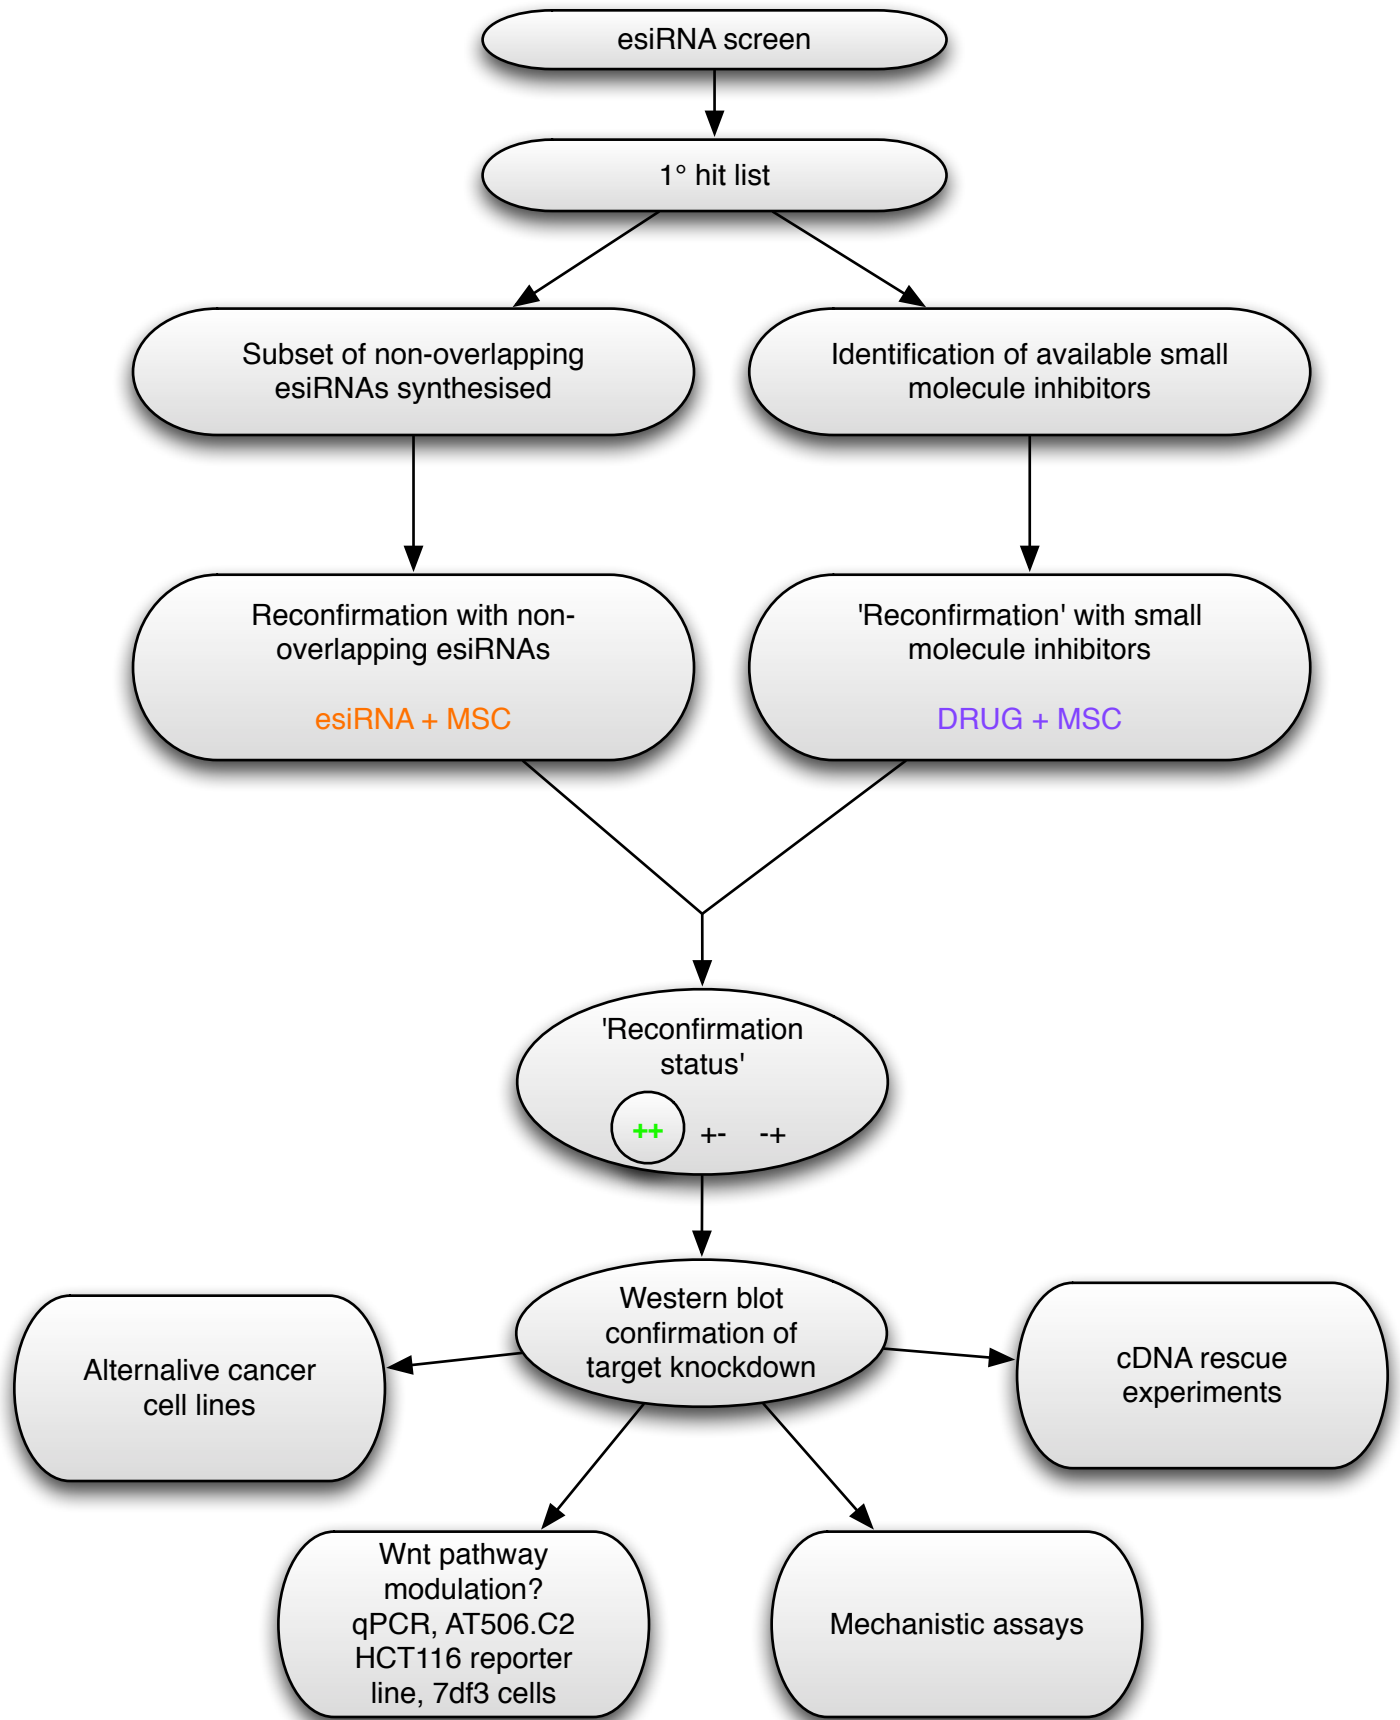 esiRNA screen
1° hit list
Subset of non-overlapping
esiRNAs synthesised
Identification of available small
molecule inhibitors
Reconfirmation with non-
overlapping esiRNAs
esiRNA + MSC
'Reconfirmation' with small
molecule inhibitors
DRUG + MSC
'Reconfirmation
status'
++ +- -+
Western blot
confirmation of
target knockdown
Alternalive cancer
cell lines
cDNA rescue
experiments
Wnt pathway
modulation?
qPCR, AT506.C2
HCT116 reporter
line, 7df3 cells
Mechanistic assays